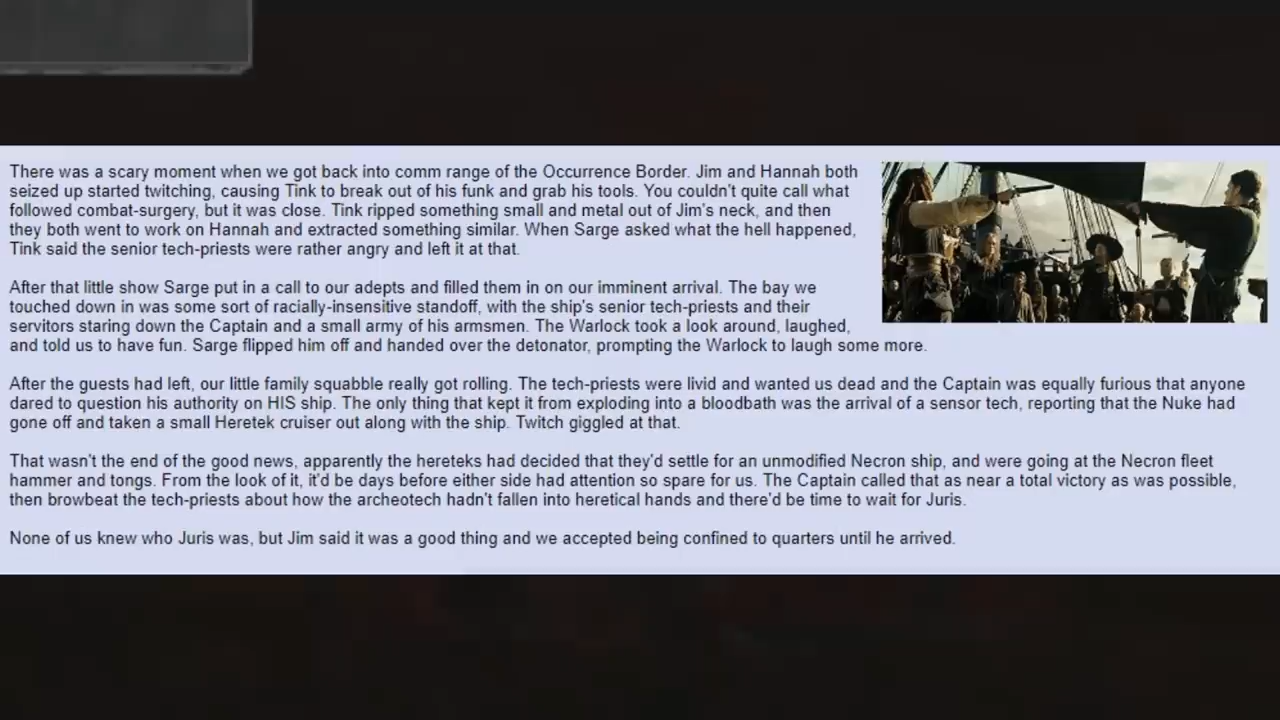 There was a scary moment when we got back into comm range of the Occurrence Border. Jim and Hannah both
seized up started twitching, causing Tink to break out of his funk and grab his tools. You couldn't quite call what
followed combat-surgery, but it was close. Tink ripped something small and metal out of Jim's neck, and then
they both went to work on Hannah and extracted something similar. When Sarge asked what the hell happened,
Tink said the senior tech-priests were rather angry and left it at that.
After that little show Sarge put in a call to our adepts and filled them in on our imminent arrival. The bay we
touched down in was some sort of racially-insensitive standoff, with the ship's senior tech-priests and their
servitors staring down the Captain and a small army of his armsmen. The Warlock took a look around, laughed,
and told us to have fun. Sarge flipped him off and handed over the detonator, prompting the Warlock to laugh some more.
After the guests had left, our little family squabble really got rolling. The tech-priests were livid and wanted us dead and the Captain was equally furious that anyone
dared to question his authority on HIS ship. The only thing that kept it from exploding into a bloodbath was the arrival of a sensor tech, reporting that the Nuke had
gone off and taken a small Heretek cruiser out along with the ship. Twitch giggled at that.
That wasn't the end of the good news, apparently the hereteks had decided that they'd settle for an unmodified Necron ship, and were going at the Necron fleet
hammer and tongs. From the look of it, it'd be days before either side had attention so spare for us. The Captain called that as near a total victory as was possible,
then browbeat the tech-priests about how the archeotech hadn't fallen into heretical hands and there'd be time to wait for Juris.
None of us knew who Juris was, but Jim said it was a good thing and we accepted being confined to quarters until he arrived.